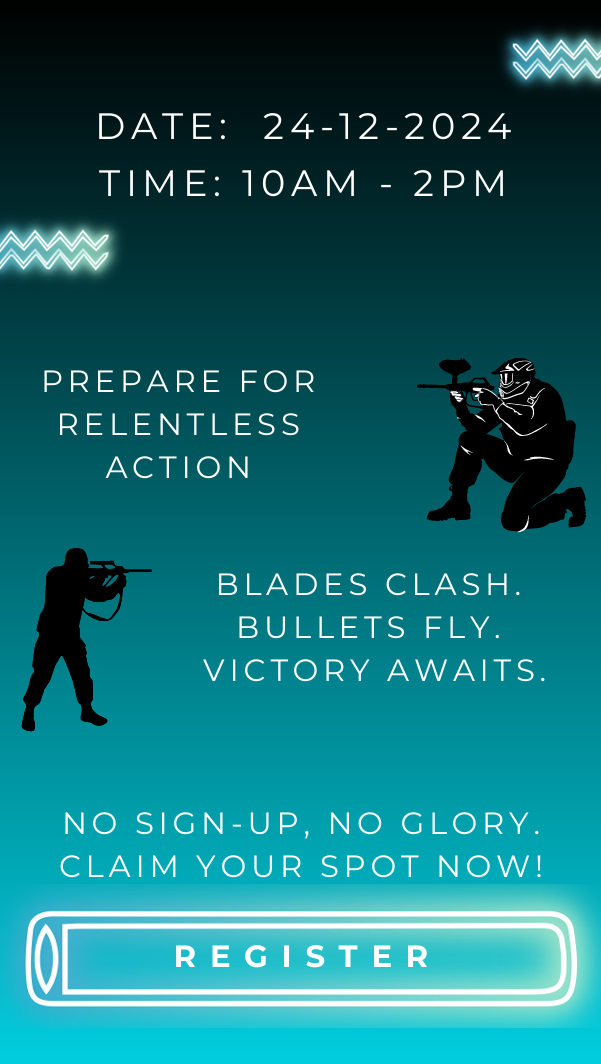 DATE: 24-12-2024
TIME: 10AM - 2PM
PREPARE FOR
RELENTLESS
ACTION
BLADES CLASH.
BULLETS FLY.
VICTORY AWAITS.
NO SIGN-UP, NO GLORY.
CLAIM YOUR SPOT NOW!
REGISTER